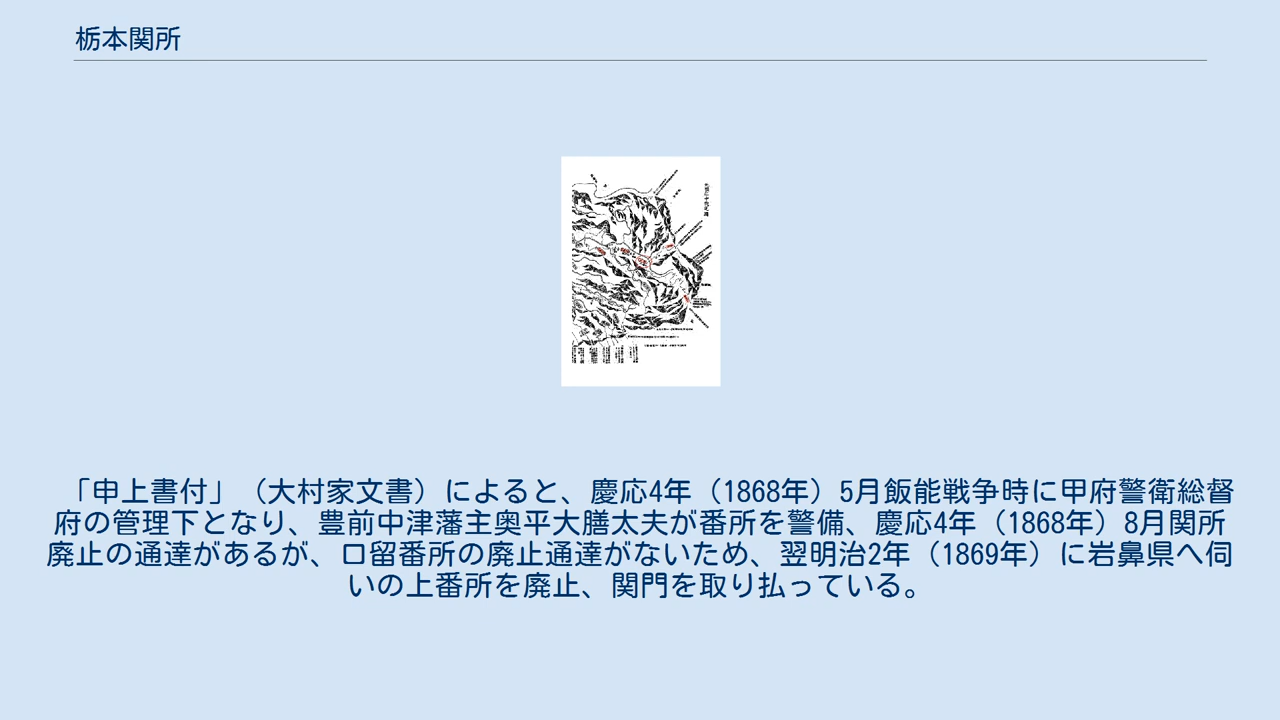 栃本関所
「申上書付」（大村家文書）によると、慶応4年（1868年）5月飯能戦争時に甲府警衛総督
府の管理下となり、豊前中津藩主奥平大膳太夫が番所を警備、慶応4年（1868年）8月関所
廃止の通達があるが、口留番所の廃止通達がないため、翌明治2年（1869年）に岩鼻県へ伺
いの上番所を廃止、関門を取り払っている。